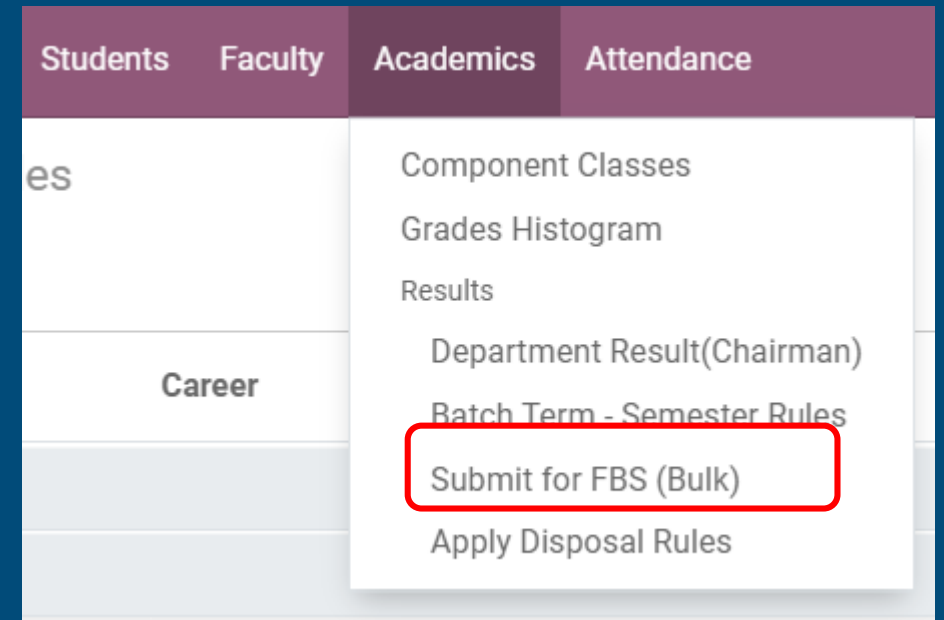 Students Faculty Academics Attendance
es
Component Classes
Grades Histogram
Results
Department Result(Chairman)
Career
Batch Term - Semester Rules
Submit for FBS (Bulk)
Apply Disposal Rules